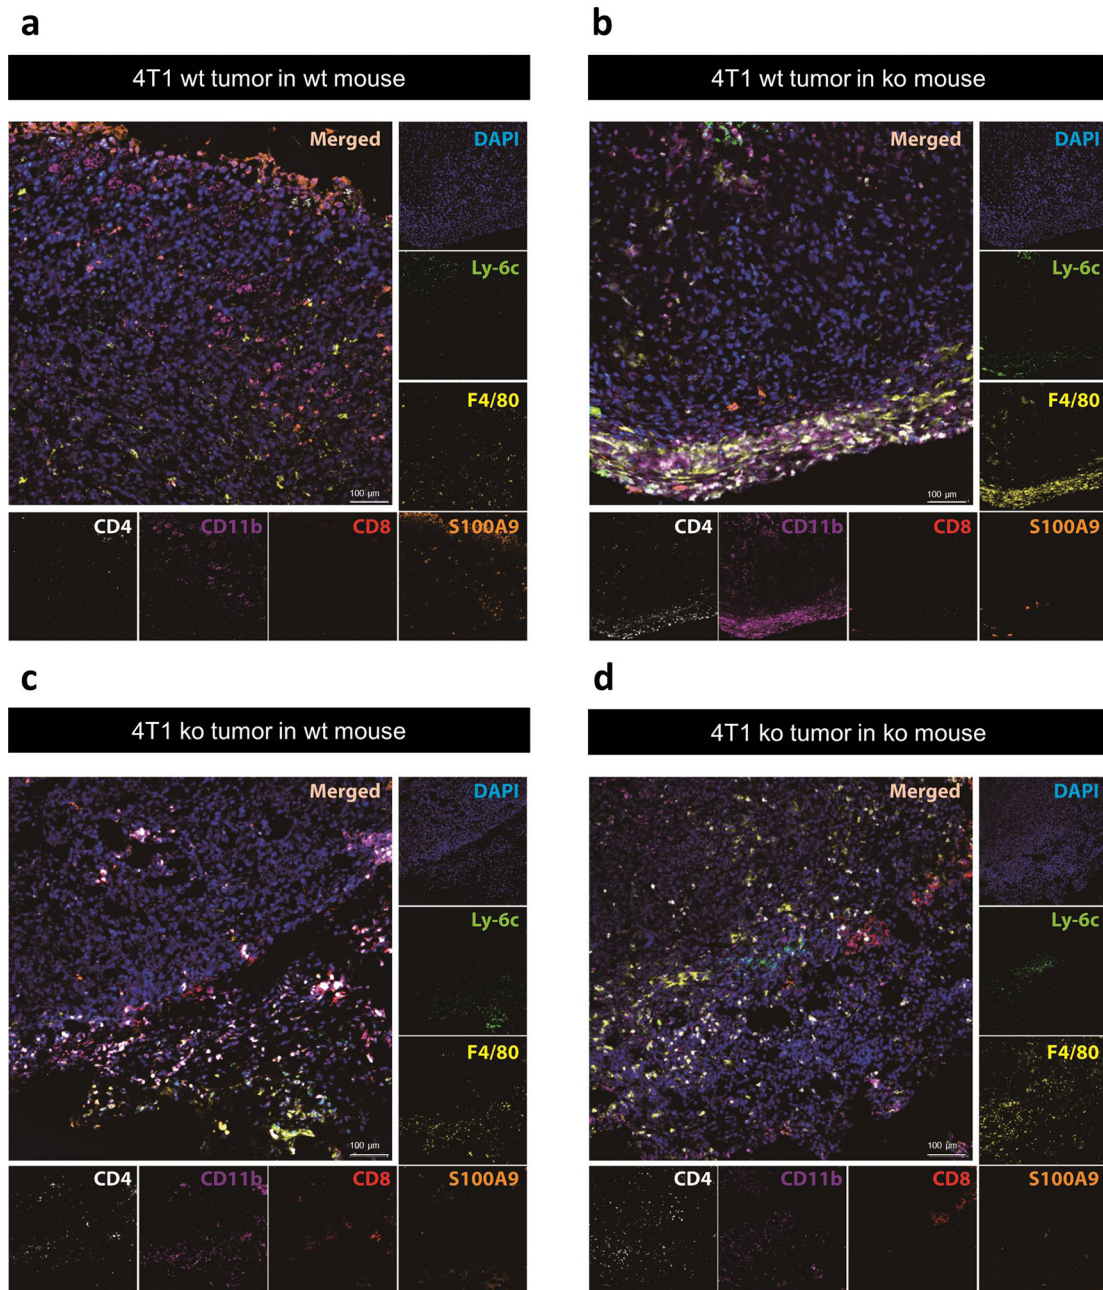 a
4T1 wt tumor in wt mouse
Merged
DAPI
Ly-6c
F4/80
100 µm
CD4
CD11b
CD8
S100A9
b
4T1 wt tumor in ko mouse
Merged
DAPI
Ly-6c
F4/80
100 µm
CD4
CD11b
CD8
S100A9
c
4T1 ko tumor in wt mouse
Merged
DAPI
Ly-6c
F4/80
100 µm
CD4
CD11b
CD8
S100A9
d
4T1 ko tumor in ko mouse
Merged
DAPI
Ly-6c
F4/80
100 µm
CD4
CD11b
CD8
S100A9